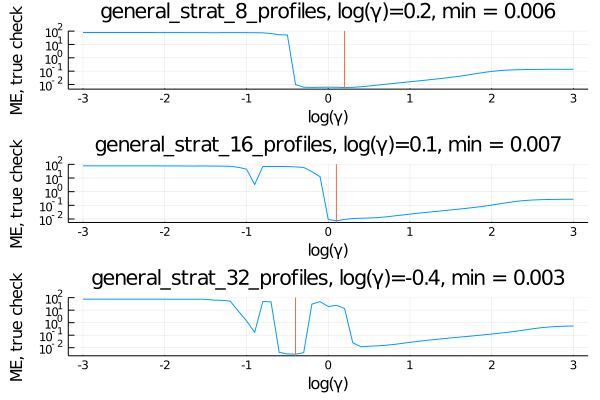 general_strat_8_profiles, log(γ)=0.2, min = 0.006
ME, true check
10²
10¹
10⁰
10⁻¹
10⁻²
-3 -2 -1 0 1 2 3
log(γ)
general_strat_16_profiles, log(γ)=0.1, min = 0.007
ME, true check
10²
10¹
10⁰
10⁻¹
10⁻²
-3 -2 -1 0 1 2 3
log(γ)
general_strat_32_profiles, log(γ)=-0.4, min = 0.003
ME, true check
10²
10¹
10⁰
10⁻¹
10⁻²
-3 -2 -1 0 1 2 3
log(γ)